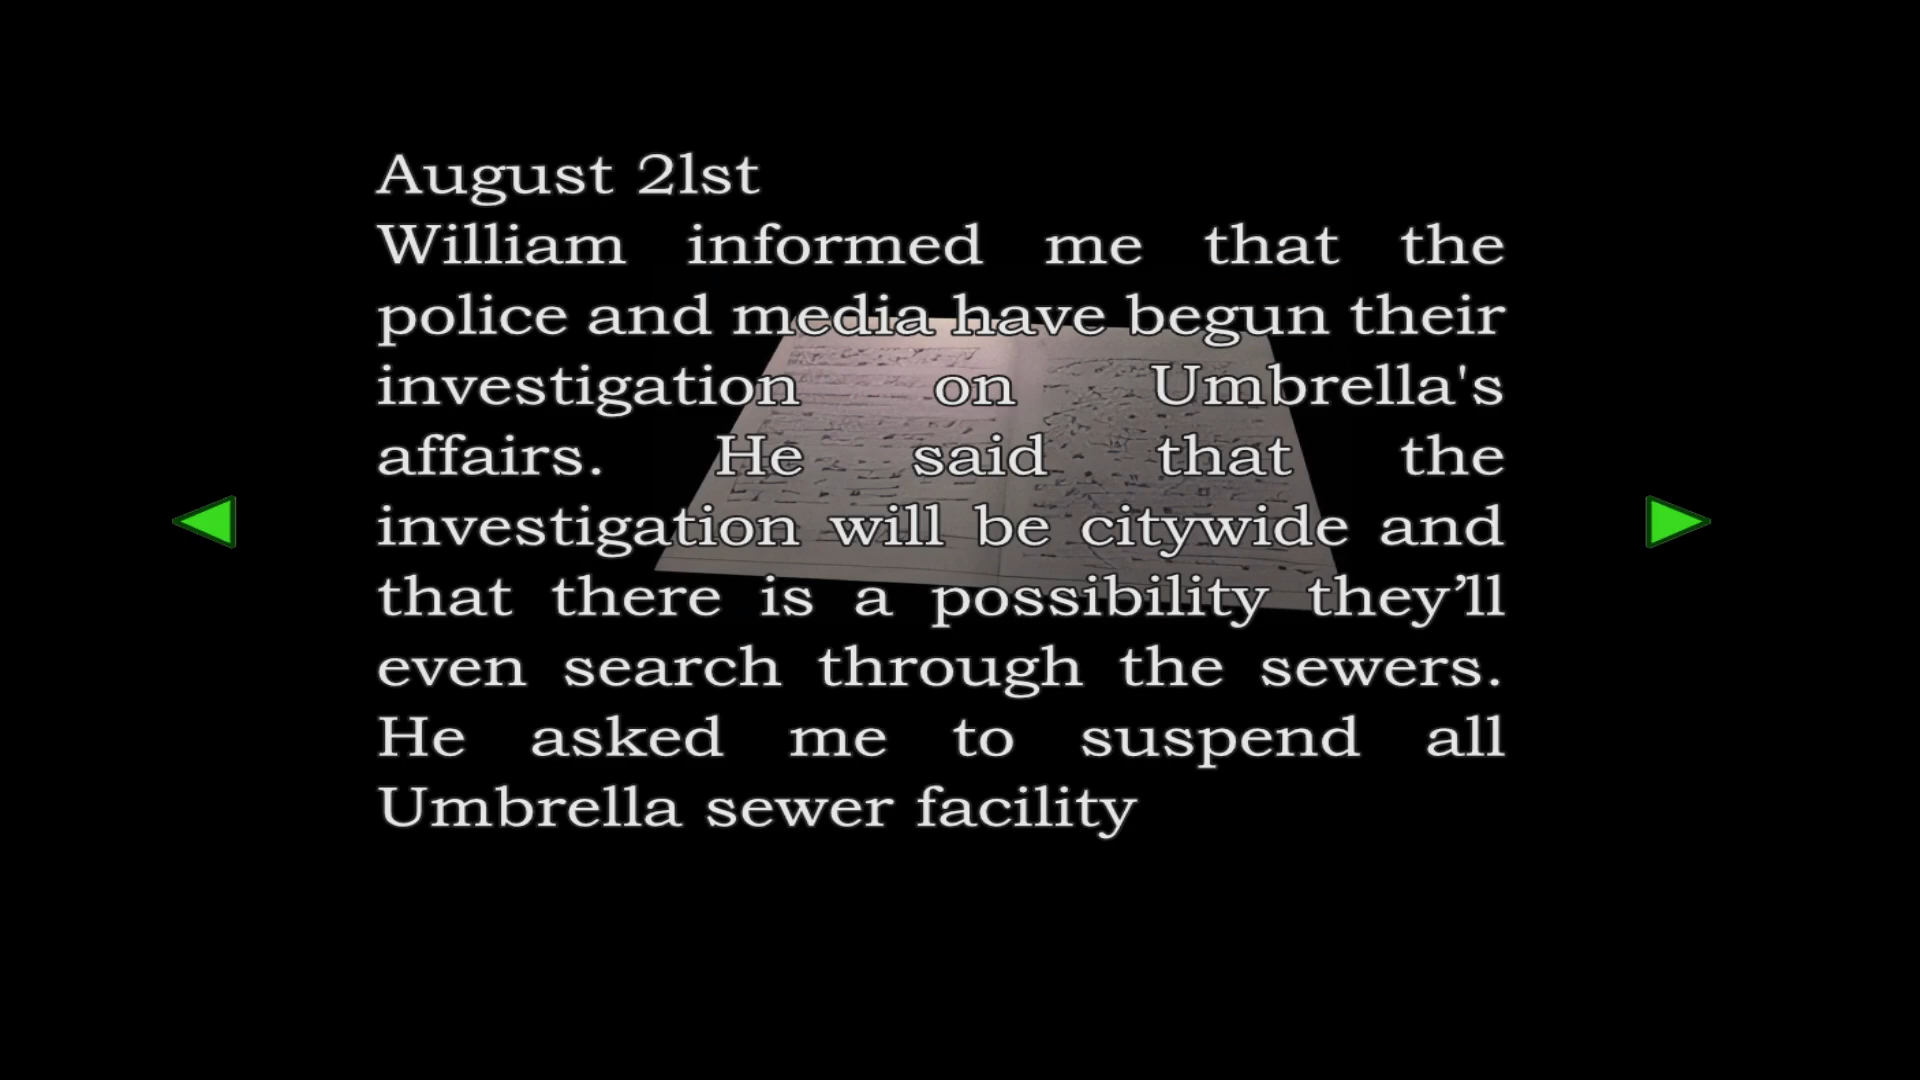 August 21st
William informed me that the
police and media have begun their
investigation on Umbrella's
affairs. He said that the
investigation will be citywide and
that there is a possibility they’ll
even search through the sewers.
He asked me to suspend all
Umbrella sewer facility